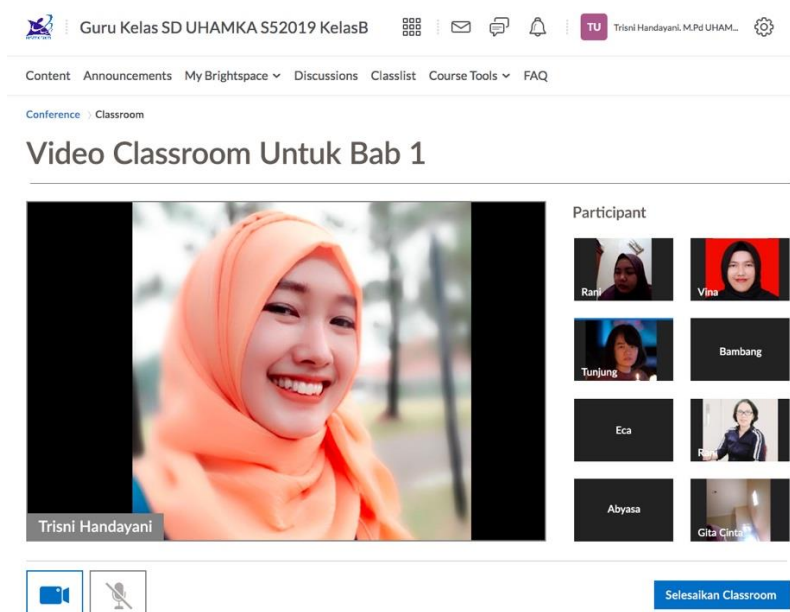 Guru Kelas SD UHAMKA S52019 KelasB
TU
Trisni Handayani. M.Pd UHAM...
Content Announcements My Brightspace Discussions Classlist Course Tools FAQ
Conference Classroom
Video Classroom Untuk Bab 1
Participant
Rani
Vina
Tunjung
Bambang
Eca
Rani
Abyasa
Gita Cinta
Trisni Handayani
Selesaikan Classroom